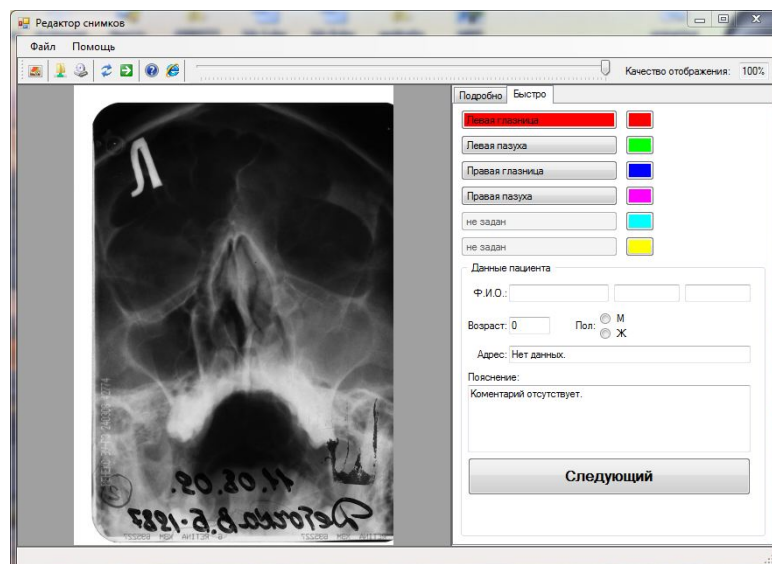 Редактор снимков
Файл Помощь
Качество отображения: 100%
Подробно Быстро
Левая глазница
Левая пазуха
Правая глазница
Правая пазуха
не задан
не задан
Данные пациента
Ф.И.О.:
Возраст: 0 Пол: М
Ж
Адрес: Нет данных.
Пояснение:
Коментарий отсутствует.
Следующий
Л
11.08.09.